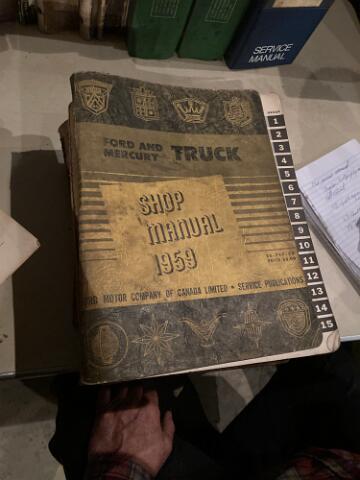 SERVICE
MANUAL
FORD AND
MERCURY TRUCK
SHOP
MANUAL
1959
FORD MOTOR COMPANY OF CANADA LIMITED • SERVICE PUBLICATIONS
1
2
3
4
5
6
7
8
9
10
11
12
13
14
15